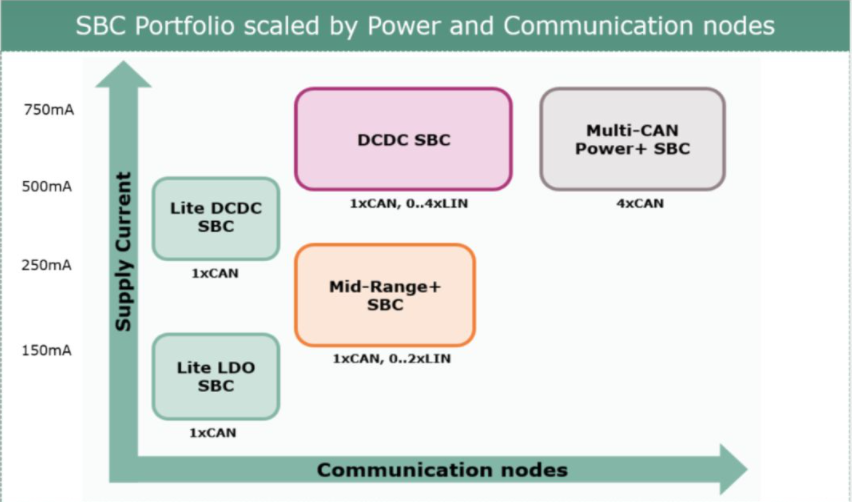 SBC Portfolio scaled by Power and Communication nodes
750mA
500mA
250mA
150mA
Supply Current
DCDC SBC
1xCAN, 0..4xLIN
Multi-CAN
Power+ SBC
4xCAN
Lite DCDC
SBC
1xCAN
Mid-Range+
SBC
1xCAN, 0..2xLIN
Lite LDO
SBC
1xCAN
Communication nodes